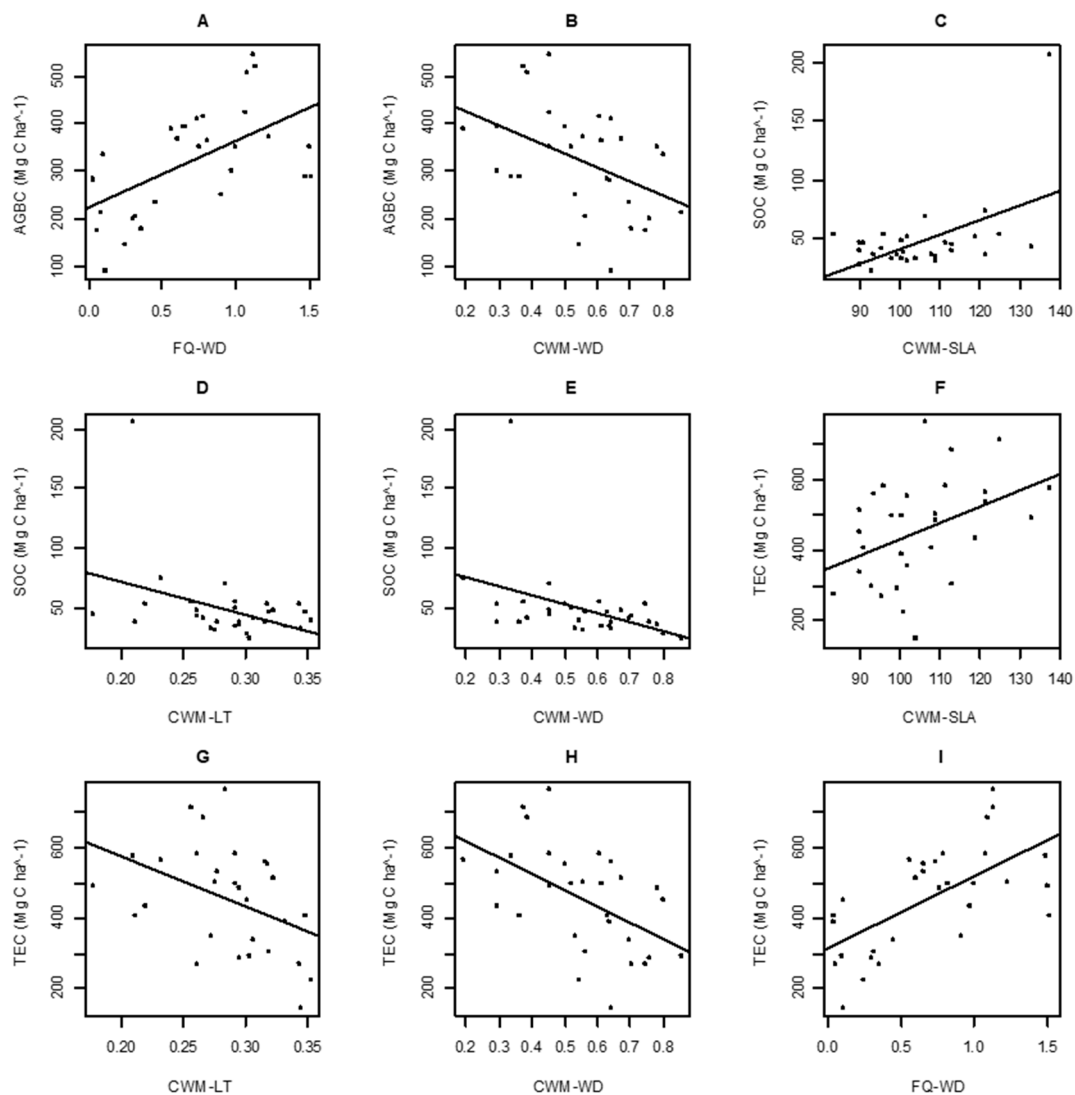 A
AGBC (Mg C ha^-1)
100 200 300 400 500
0.0 0.5 1.0 1.5
FQ-WD
B
AGBC (Mg C ha^-1)
100 200 300 400 500
0.2 0.3 0.4 0.5 0.6 0.7 0.8
CWM-WD
C
SOC (Mg C ha^-1)
50 100 150 200
90 100 110 120 130 140
CWM-SLA
D
SOC (Mg C ha^-1)
50 100 150 200
0.20 0.25 0.30 0.35
CWM-LT
E
SOC (Mg C ha^-1)
50 100 150 200
0.2 0.3 0.4 0.5 0.6 0.7 0.8
CWM-WD
F
TEC (Mg C ha^-1)
200 400 600
90 100 110 120 130 140
CWM-SLA
G
TEC (Mg C ha^-1)
200 400 600
0.20 0.25 0.30 0.35
CWM-LT
H
TEC (Mg C ha^-1)
200 400 600
0.2 0.3 0.4 0.5 0.6 0.7 0.8
CWM-WD
I
TEC (Mg C ha^-1)
200 400 600
0.0 0.5 1.0 1.5
FQ-WD